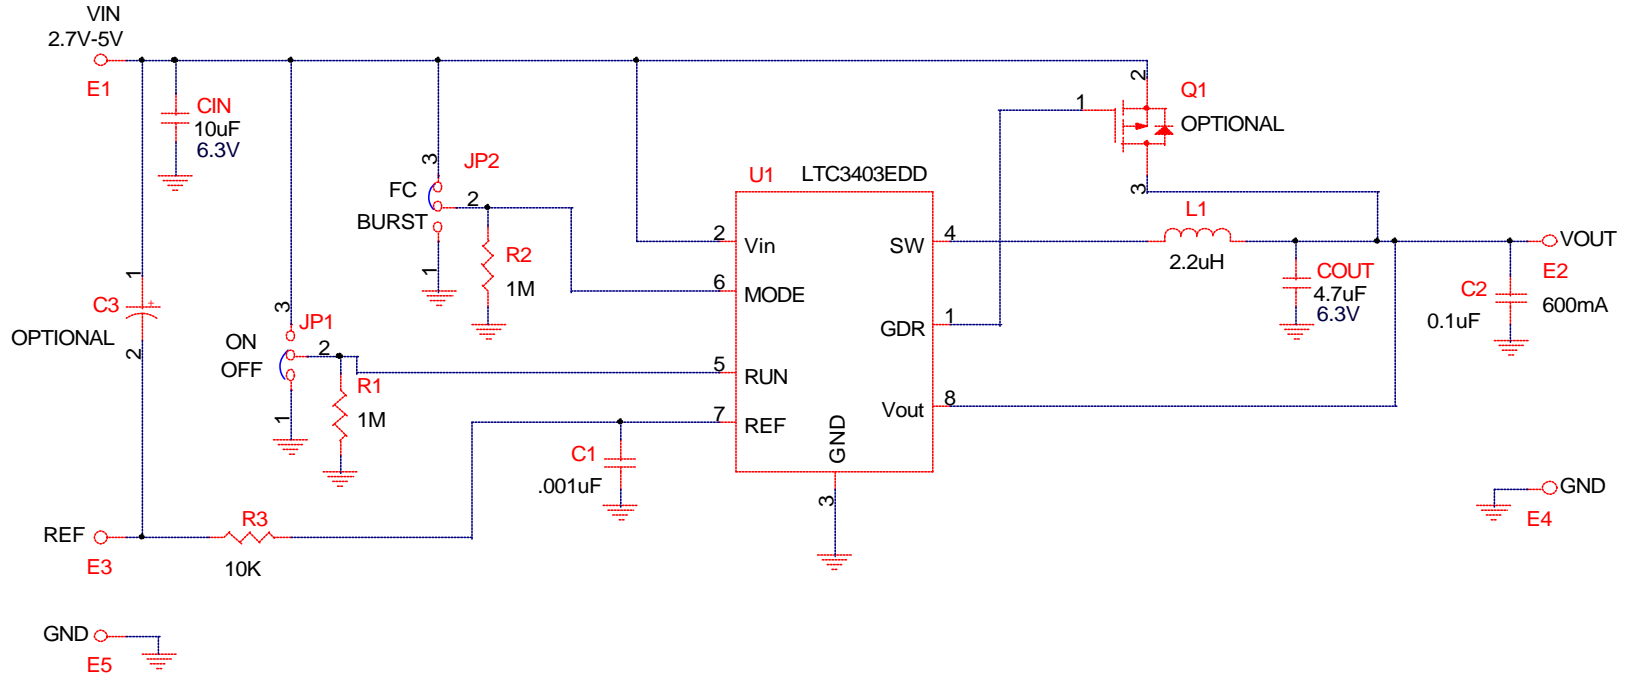 VIN
2.7V-5V
E1
CIN
10uF
6.3V
3
JP2
FC
BURST
2
1
R2
1M
1
C3
OPTIONAL
2
3
JP1
ON
OFF
2
1
R1
1M
REF
E3
R3
10K
C1
.001uF
GND
E5
U1
LTC3403EDD
2
Vin
6
MODE
5
RUN
7
REF
GND
3
SW
4
GDR
1
Vout
8
2
Q1
1
OPTIONAL
3
L1
2.2uH
COUT
4.7uF
6.3V
VOUT
E2
C2
0.1uF
600mA
GND
E4